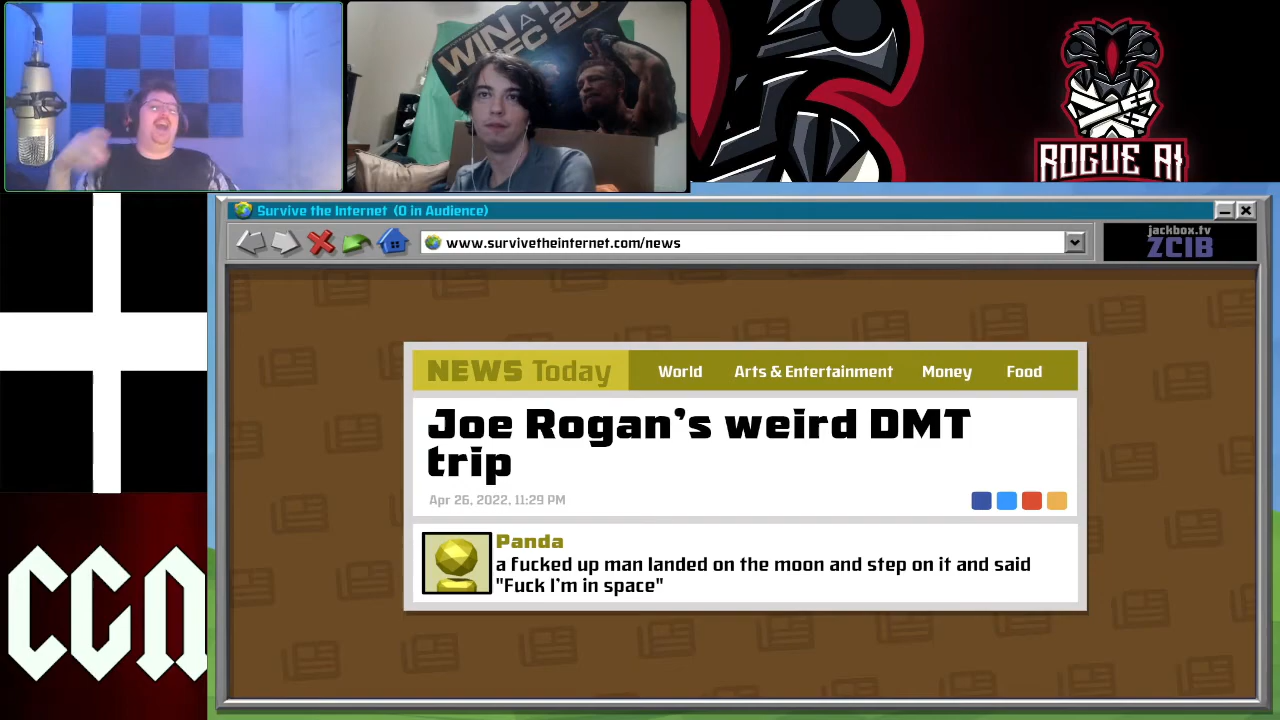 WIN A T
FC 20
ROGUE AI
Survive the Internet (0 in Audience)
www.survivetheinternet.com/news
jackbox.tv
ZCIB
NEWS Today
World
Arts & Entertainment
Money
Food
Joe Rogan's weird DMT
trip
Apr 26, 2022, 11:29 PM
Panda
a fucked up man landed on the moon and step on it and said
"Fuck I'm in space"
CGN